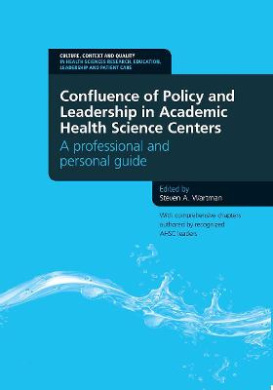 CULTURE, CONTEXT AND QUALITY
IN HEALTH SCIENCES RESEARCH, EDUCATION,
LEADERSHIP AND PATIENT CARE
Confluence of Policy and
Leadership in Academic
Health Science Centers
A professional and
personal guide
Edited by
Steven A. Wartman
With comprehensive chapters
authored by recognized
AHSC leaders